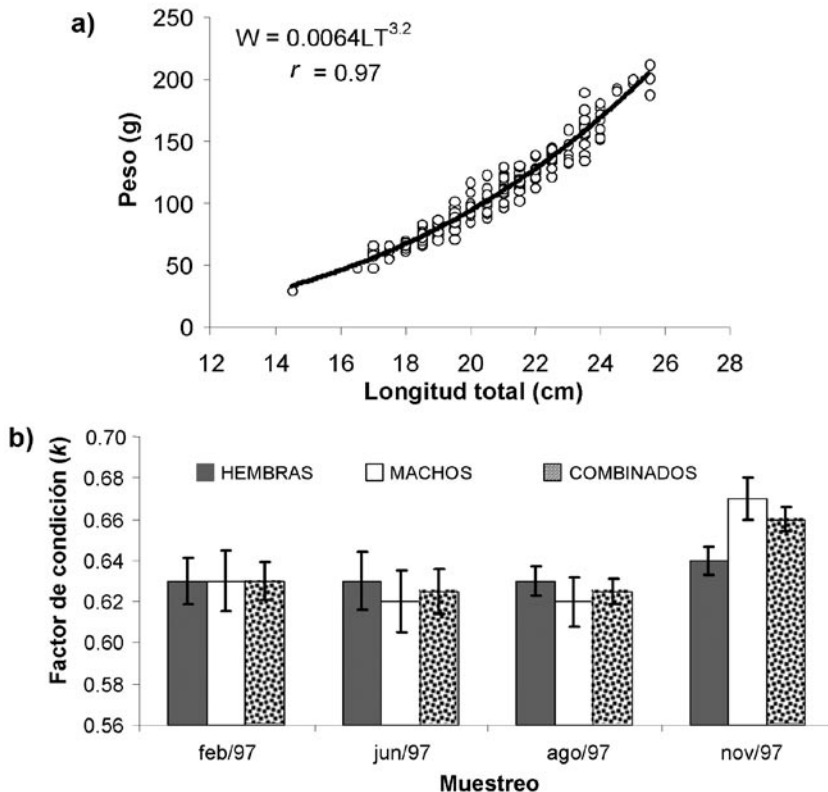 a)
W = 0.0064LT^3.2
r = 0.97
Peso (g)
250
200
150
100
50
0
12 14 16 18 20 22 24 26 28
Longitud total (cm)
b)
Factor de condición (k)
0.70
0.68
0.66
0.64
0.62
0.60
0.58
0.56
HEMBRAS MACHOS COMBINADOS
feb/97 jun/97 ago/97 nov/97
Muestreo